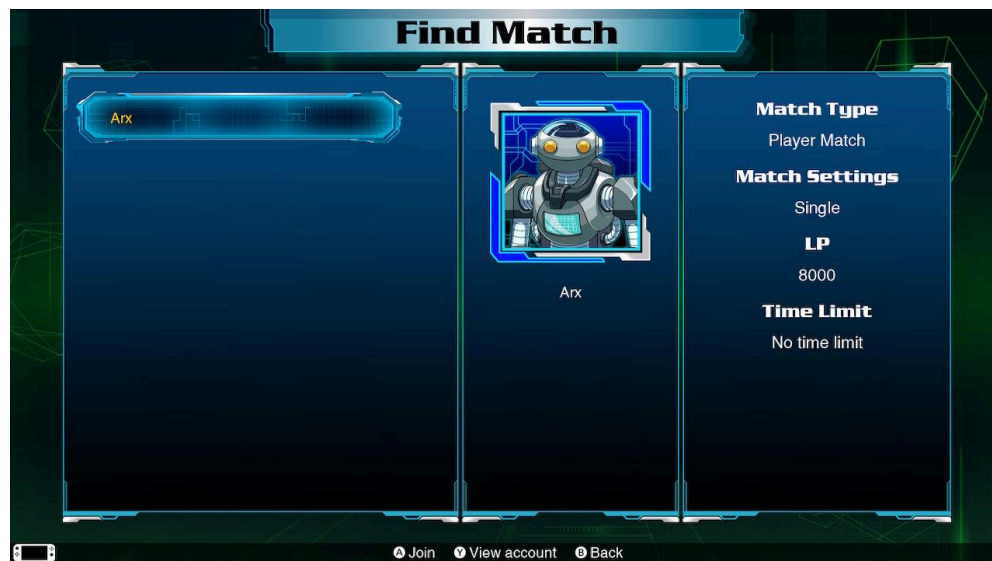 Find Match
Arx
Arx
Match Type
Player Match
Match Settings
Single
LP
8000
Time Limit
No time limit
A Join Y View account B Back